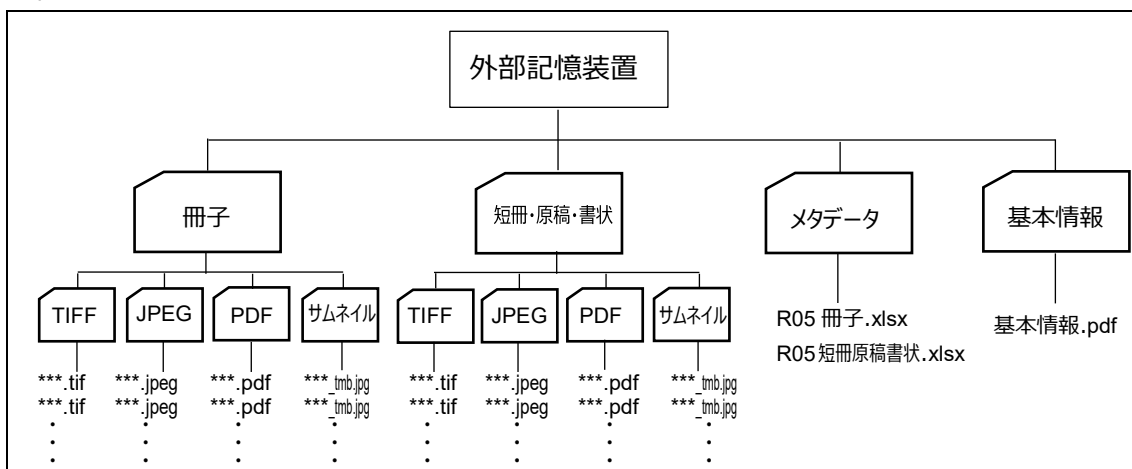 外部記憶装置
冊子
短冊・原稿・書状
メタデータ
基本情報
TIFF
JPEG
PDF
サムネイル
TIFF
JPEG
PDF
サムネイル
R05 冊子.xlsx
R05 短冊原稿書状.xlsx
基本情報.pdf
***.tif ***.jpeg ***.pdf ***_tmb.jpg ***.tif ***.jpeg ***.pdf ***_tmb.jpg
***.tif ***.jpeg ***.pdf ***_tmb.jpg ***.tif ***.jpeg ***.pdf ***_tmb.jpg